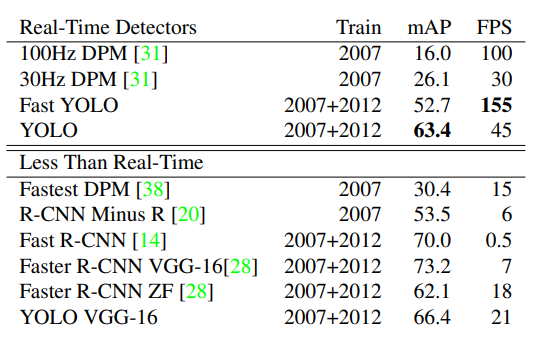 Real-Time Detectors Train mAP FPS
100Hz DPM [31] 2007 16.0 100
30Hz DPM [31] 2007 26.1 30
Fast YOLO 2007+2012 52.7 155
YOLO 2007+2012 63.4 45
Less Than Real-Time
Fastest DPM [38] 2007 30.4 15
R-CNN Minus R [20] 2007 53.5 6
Fast R-CNN [14] 2007+2012 70.0 0.5
Faster R-CNN VGG-16[28] 2007+2012 73.2 7
Faster R-CNN ZF [28] 2007+2012 62.1 18
YOLO VGG-16 2007+2012 66.4 21